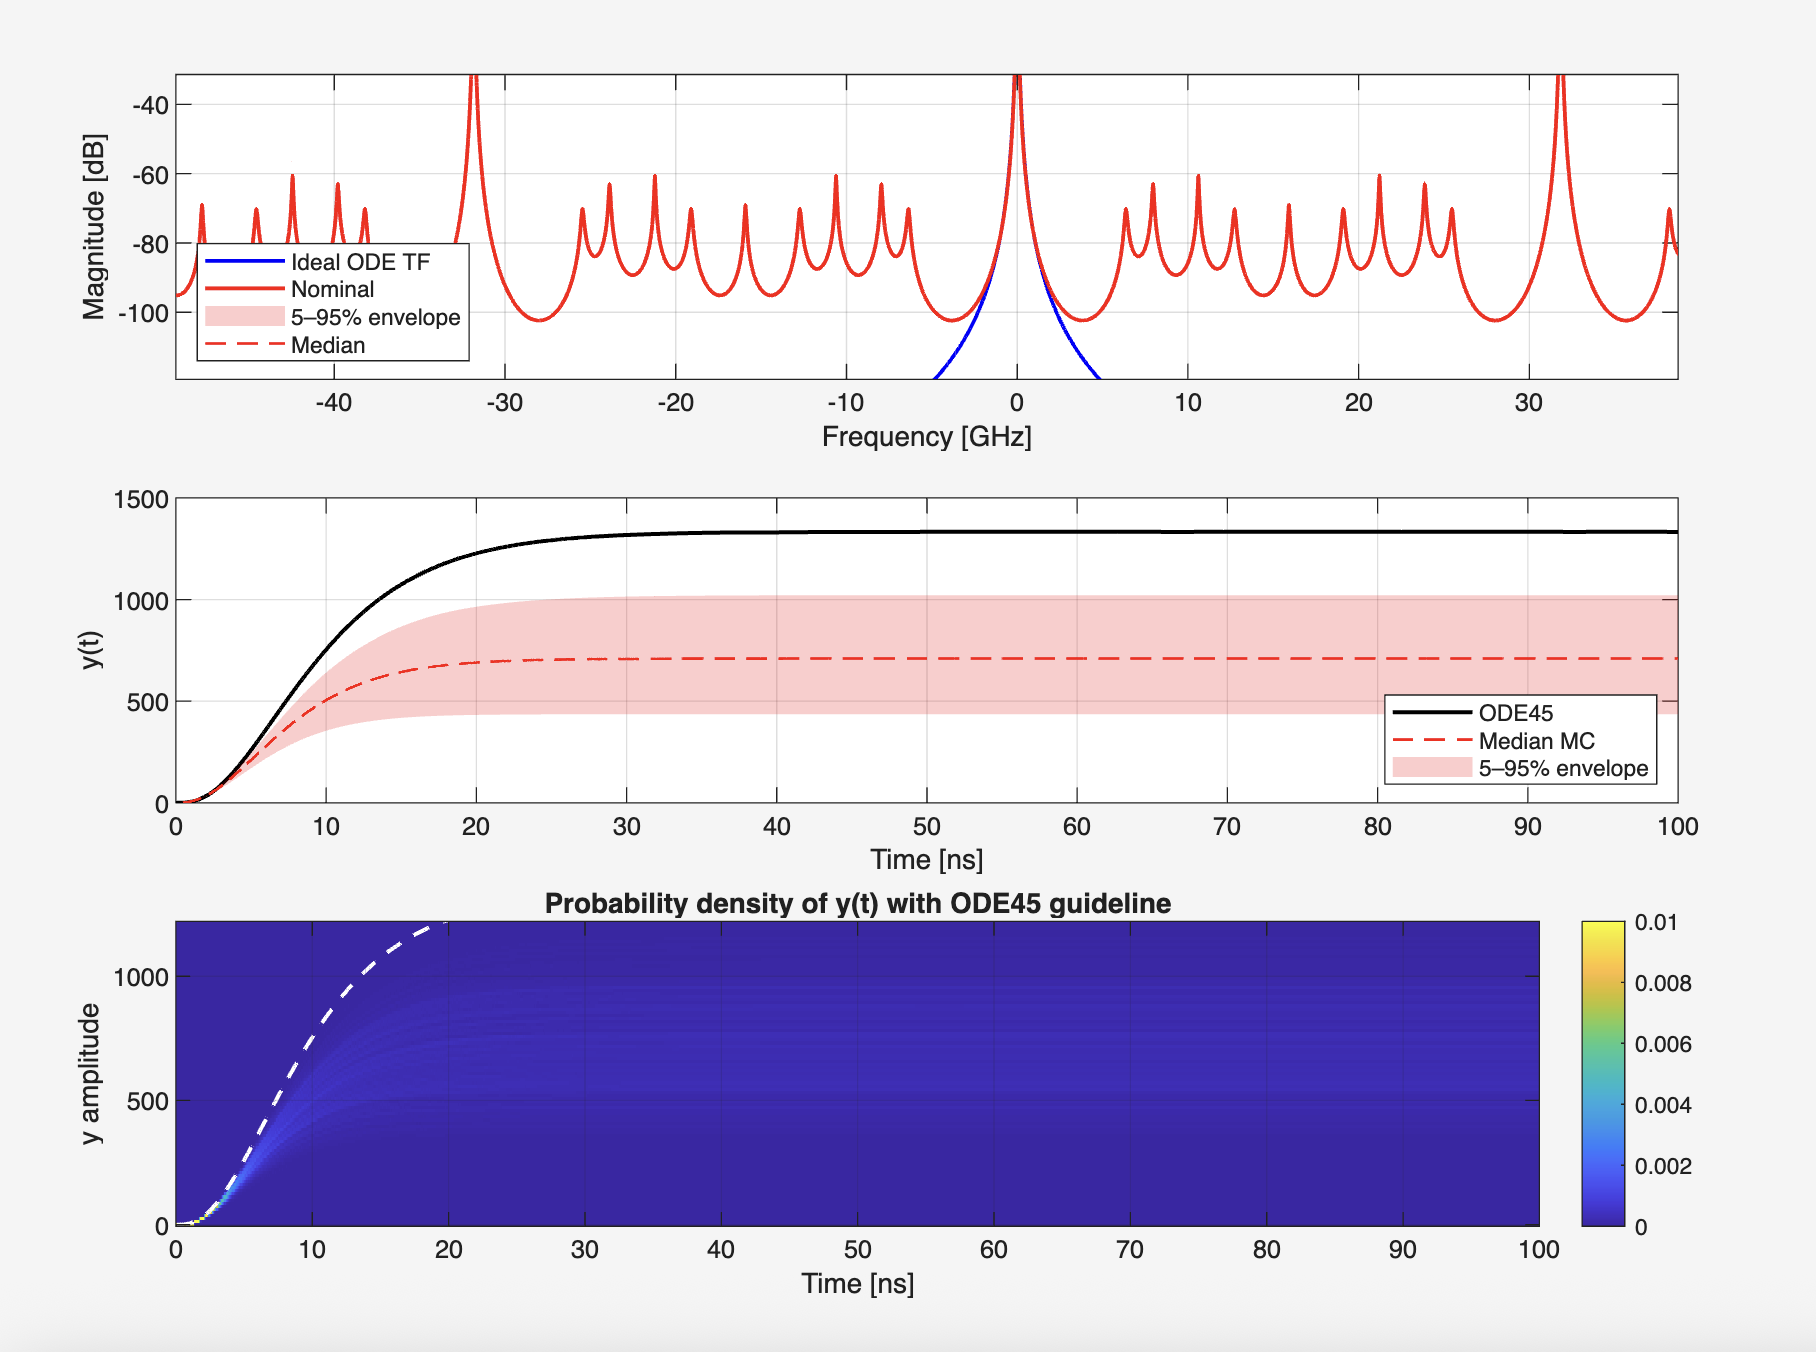 -40
-60
-80
-100
Magnitude [dB]
Ideal ODE TF
Nominal
5–95% envelope
Median
-40 -30 -20 -10 0 10 20 30
Frequency [GHz]
1500
1000
500
0
y(t)
ODE45
Median MC
5–95% envelope
0 10 20 30 40 50 60 70 80 90 100
Time [ns]
Probability density of y(t) with ODE45 guideline
1000
500
0
y amplitude
0.01
0.008
0.006
0.004
0.002
0
0 10 20 30 40 50 60 70 80 90 100
Time [ns]